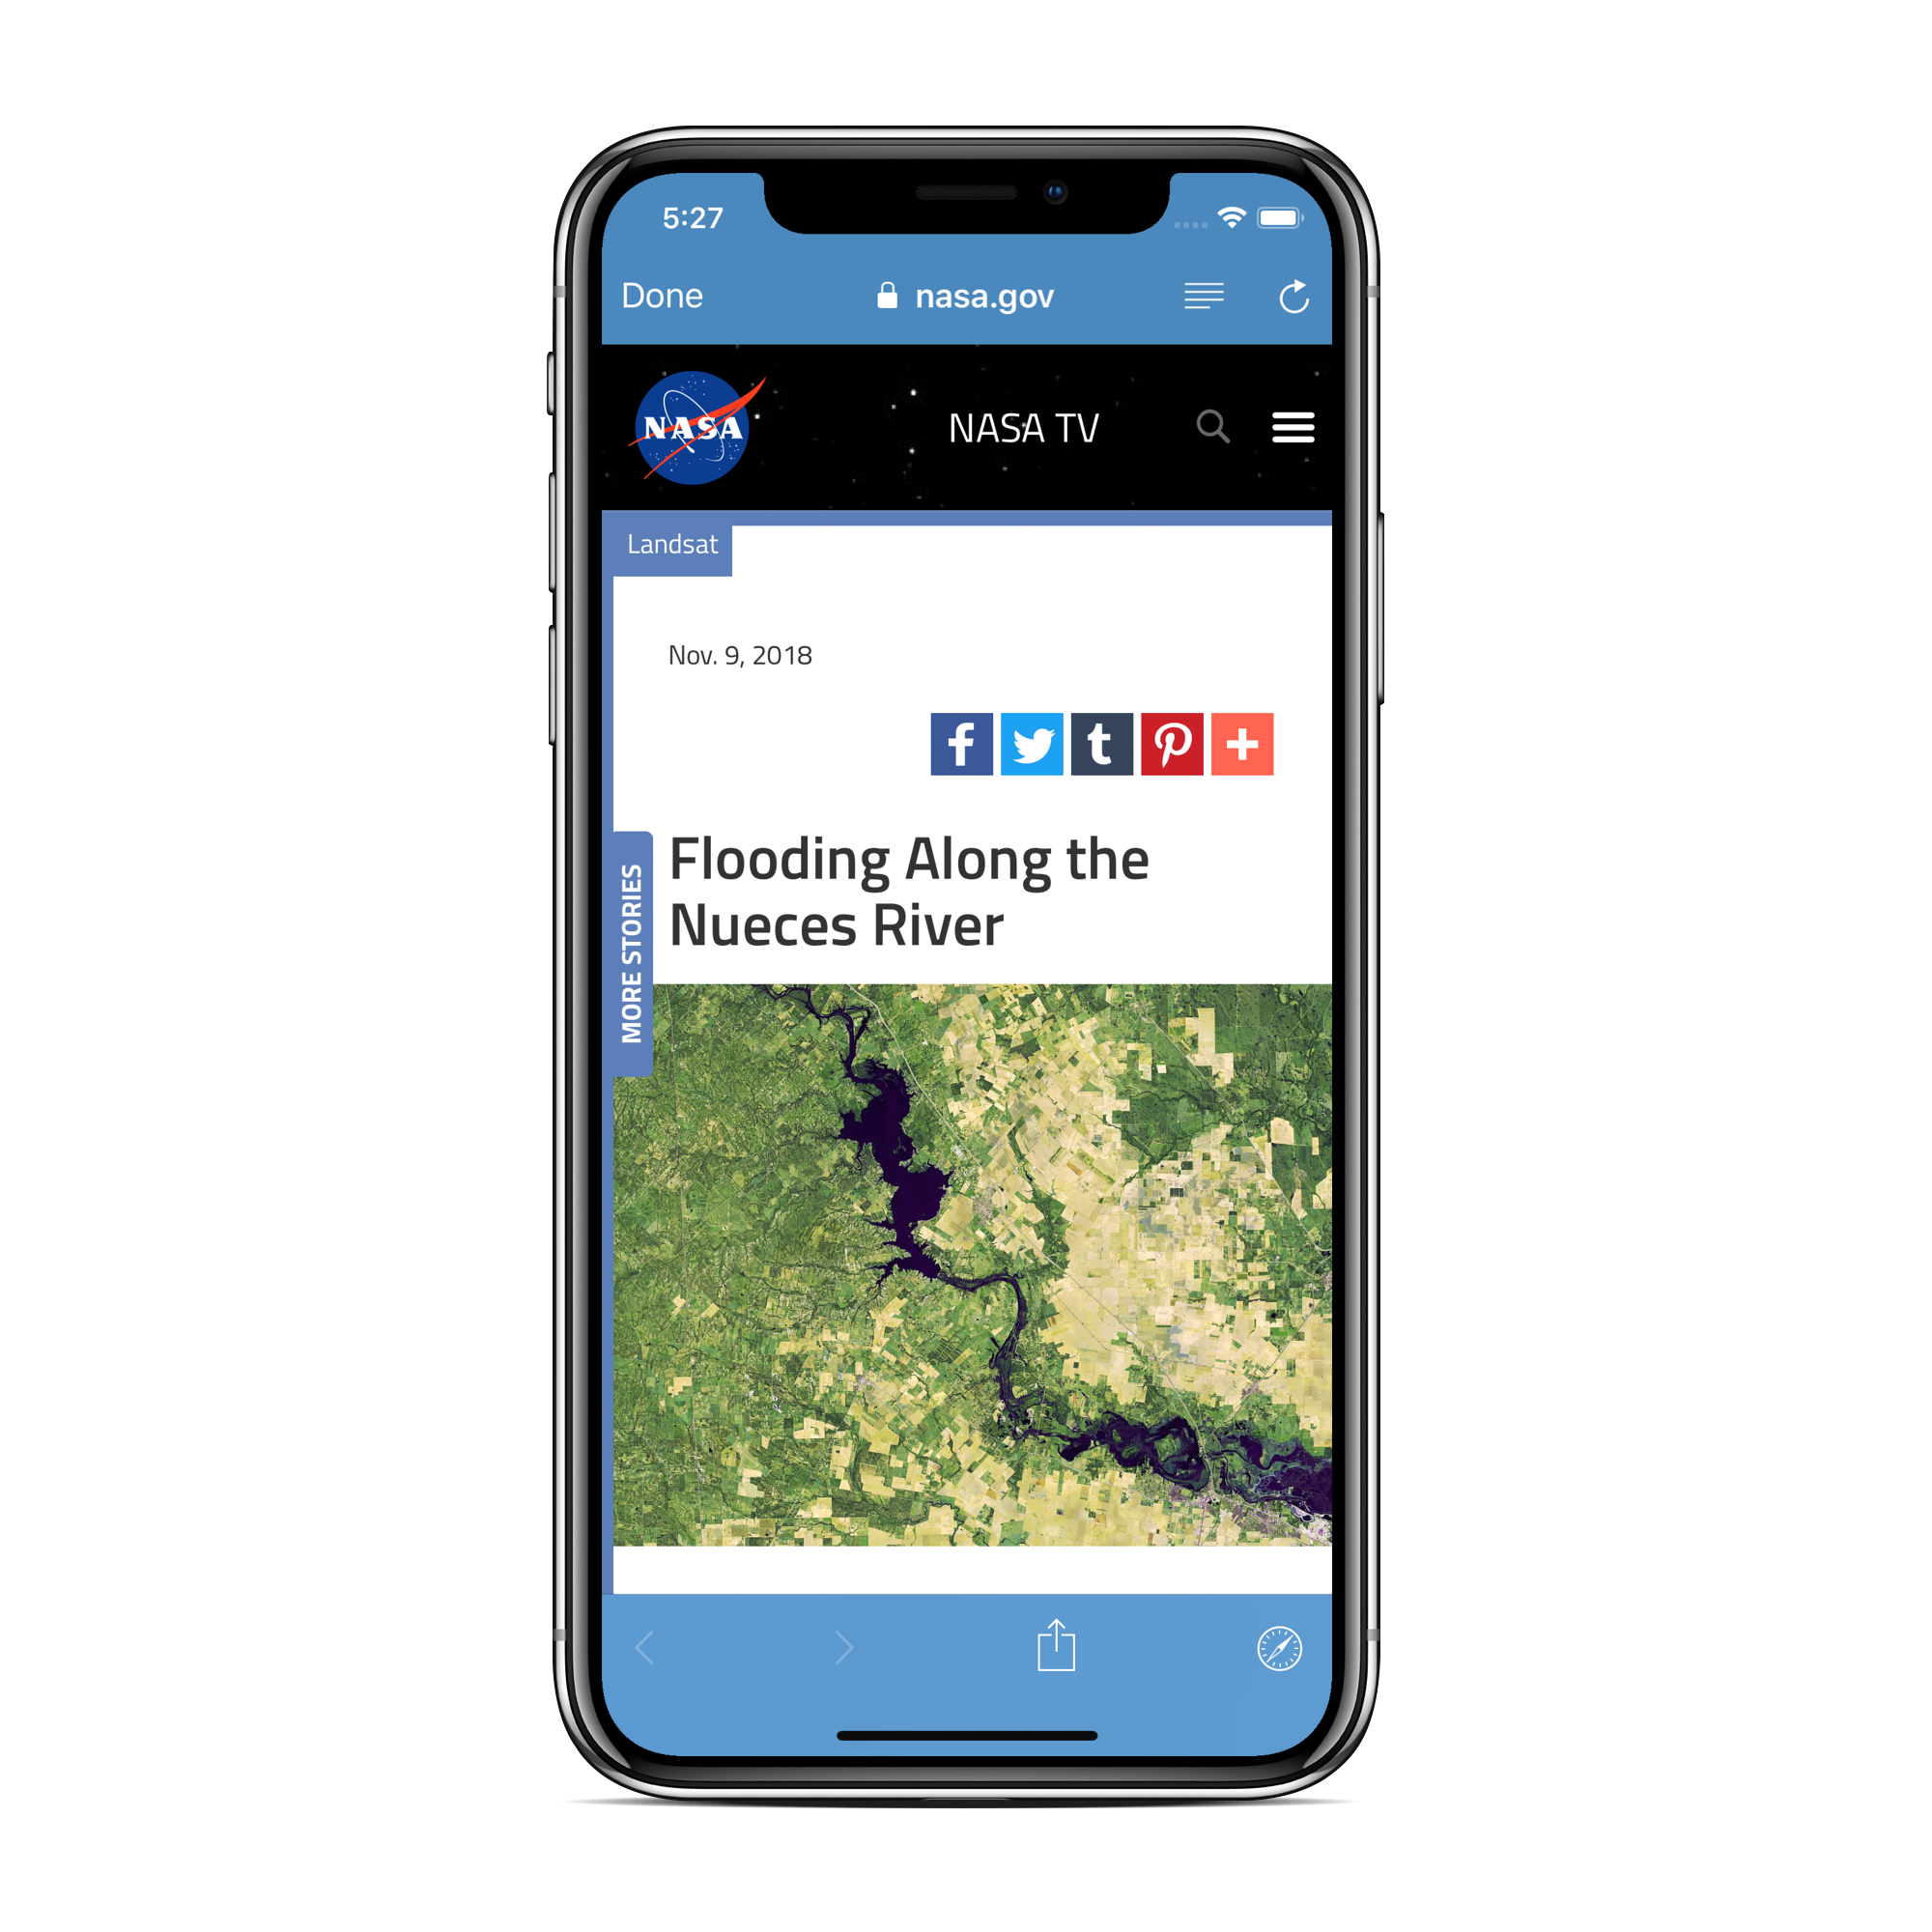 5:27
Done
nasa.gov
NASA
NASA TV
Landsat
Nov. 9, 2018
Flooding Along the
Nueces River
MORE STORIES